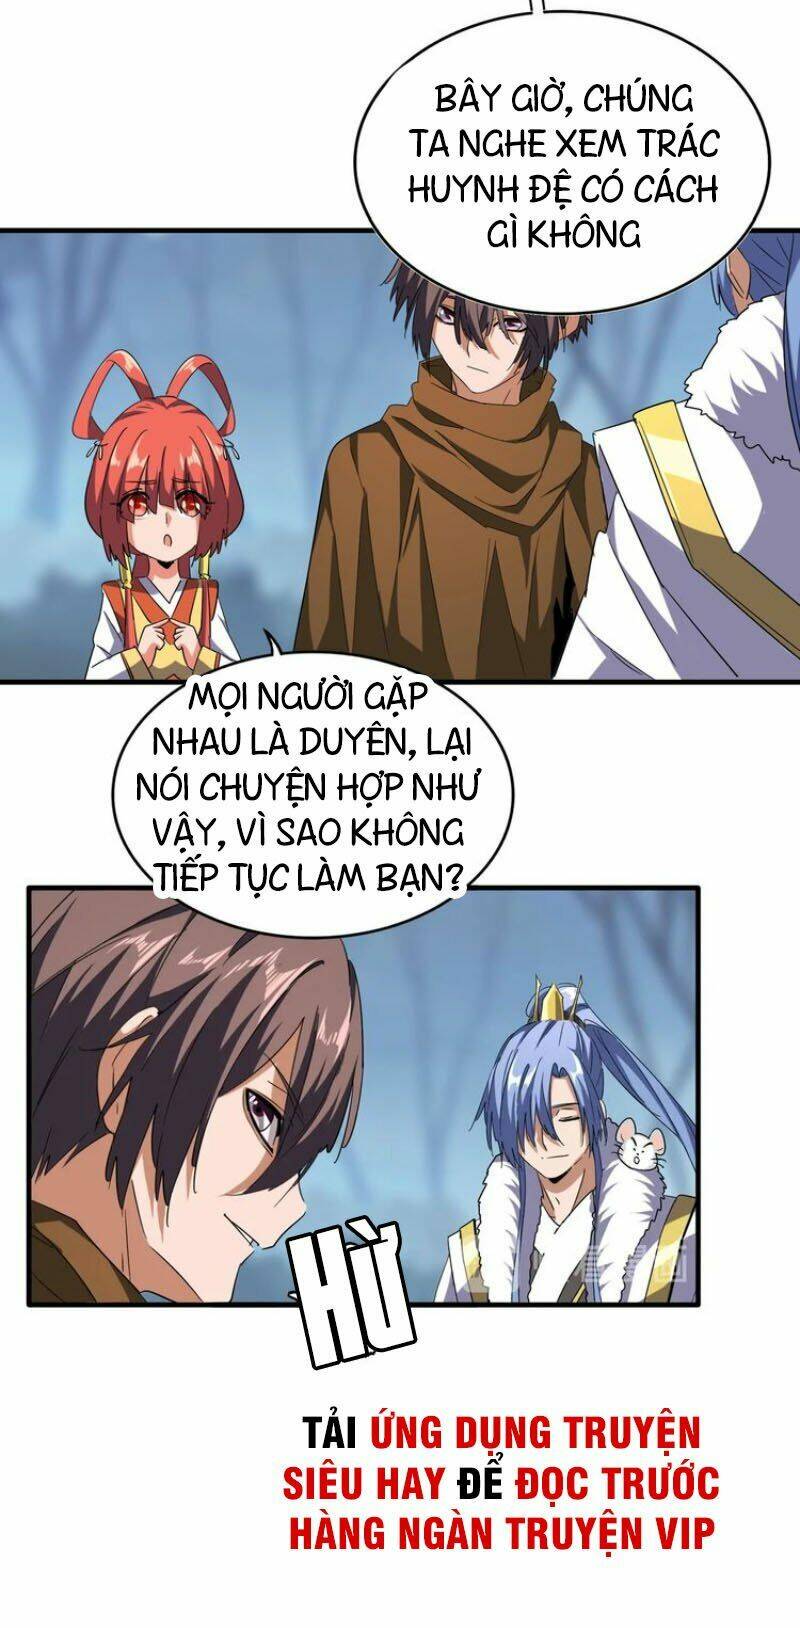 BÂY GIỜ, CHÚNG
TA NGHE XEM TRÁC
HUYNH ĐỆ CÓ CÁCH
GÌ KHÔNG
MỌI NGƯỜI GẶP
NHAU LÀ DUYÊN, LẠI
NÓI CHUYỆN HỢP NHƯ
VẬY, VÌ SAO KHÔNG
TIẾP TỤC LÀM BẠN?
HỪ
TẢI ỨNG DỤNG TRUYỆN
SIÊU HAY ĐỂ ĐỌC TRƯỚC
HÀNG NGÀN TRUYỆN VIP